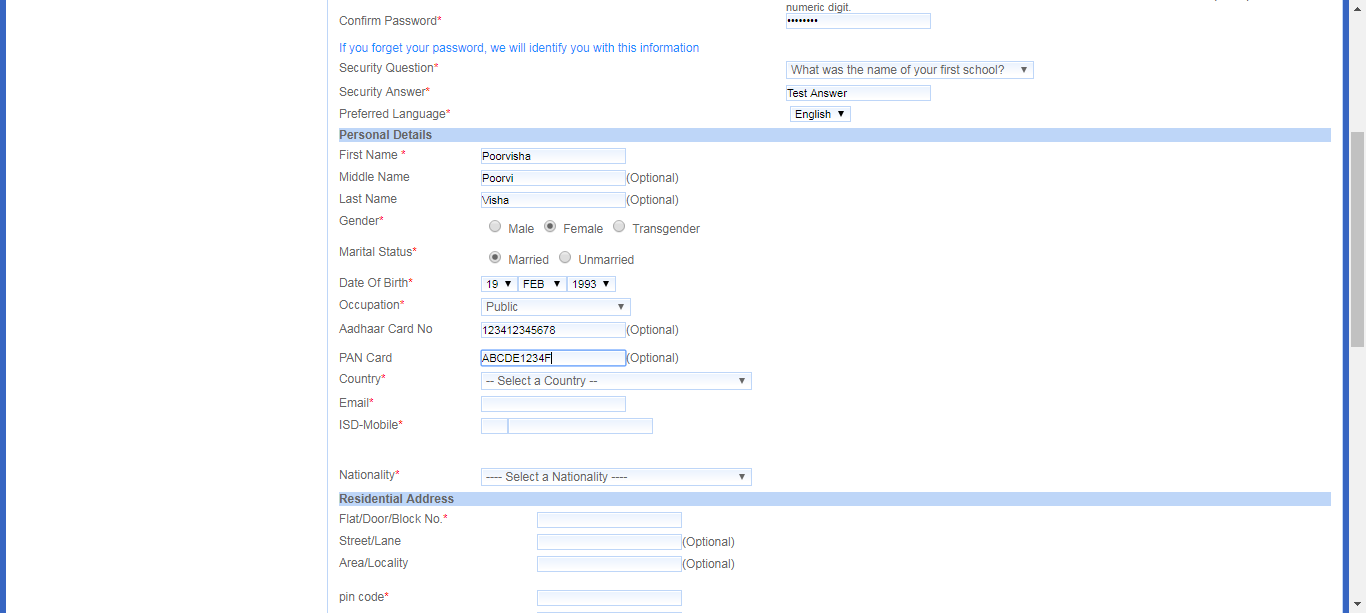 numeric digit.
Confirm Password* ••••••••
If you forget your password, we will identify you with this information
Security Question* What was the name of your first school?
Security Answer* Test Answer
Preferred Language* English
Personal Details
First Name * Poorvisha
Middle Name Poorvi (Optional)
Last Name Visha (Optional)
Gender* Male Female Transgender
Marital Status* Married Unmarried
Date Of Birth* 19 FEB 1993
Occupation* Public
Aadhaar Card No 123412345678 (Optional)
PAN Card ABCDE1234F (Optional)
Country* -- Select a Country --
Email*
ISD-Mobile*
Nationality* ---- Select a Nationality ----
Residential Address
Flat/Door/Block No.*
Street/Lane (Optional)
Area/Locality (Optional)
pin code*